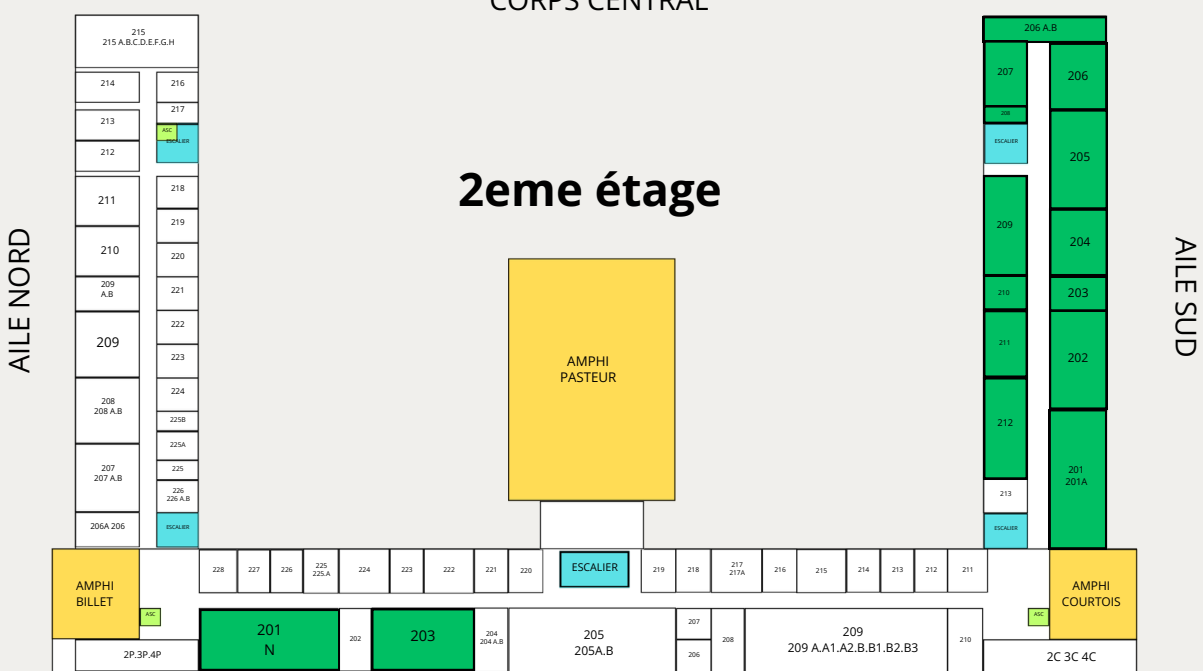 CORPS CENTRAL
215
215 A.B.C.D.E.F.G.H
214
216
217
213
ASC
ESCALIER
212
211
218
219
210
220
209
A.B
221
209
222
223
208
208 A.B
224
225B
225A
207
207 A.B
225
226
226 A.B
206A 206
ESCALIER
AILE NORD
2eme étage
AMPHI
PASTEUR
206 A.B
207
206
208
ESCALIER
205
209
204
210
203
211
202
212
201
201A
213
ESCALIER
AILE SUD
AMPHI
BILLET
228
227
226
225
225.A
224
223
222
221
220
ESCALIER
219
218
217
217A
216
215
214
213
212
211
AMPHI
COURTOIS
ASC
ASC
2P.3P.4P
201
N
202
203
204
204 A,B
205
205A.B
207
206
208
209
209 A.A1.A2.B.B1.B2.B3
210
2C 3C 4C